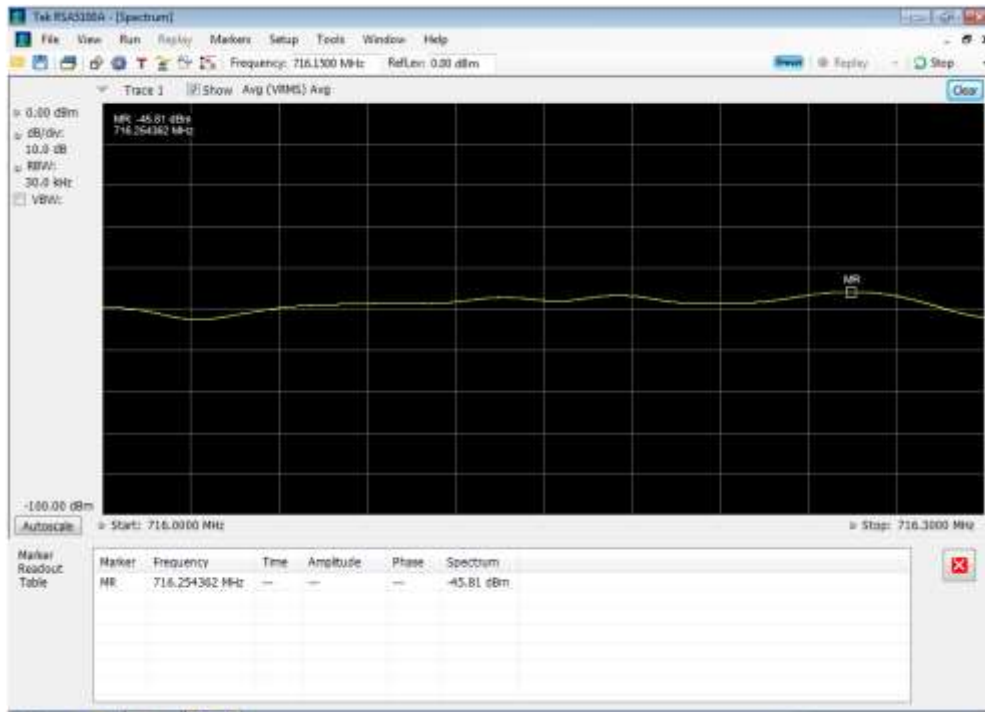 Tek RSA5100A - [Spectrum]
File View Run Replay Markers Setup Tools Window Help
Frequency: 716.1500 MHz RefLev: 0.00 dBm Preset Replay Stop
Trace 1 Show Avg (VRMS) Avg Clear
0.00 dBm
dB/div:
10.0 dB
RBW:
30.0 kHz
VBW:
MR: -45.81 dBm
716.254362 MHz
MR
-100.00 dBm
Autoscale Start: 716.0000 MHz Stop: 716.3000 MHz
Marker
Readout
Table
Marker Frequency Time Amplitude Phase Spectrum
MR 716.254362 MHz --- --- --- -45.81 dBm